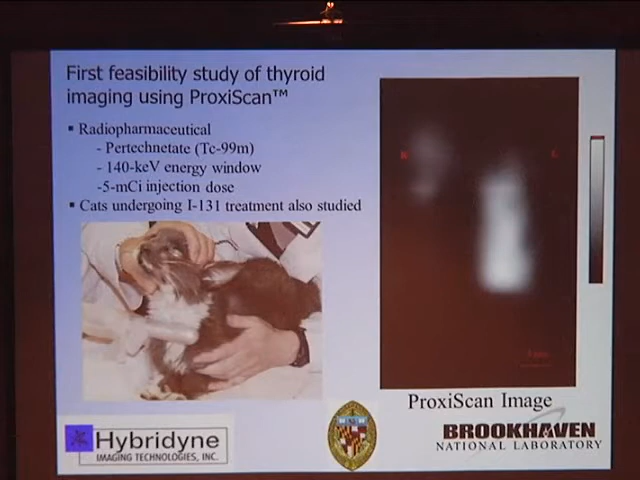 First feasibility study of thyroid
imaging using ProxiScan™
▪ Radiopharmaceutical
- Pertechnetate (Tc-99m)
- 140-keV energy window
-5-mCi injection dose
▪ Cats undergoing I-131 treatment also studied
R L
ProxiScan Image
Hybridyne
IMAGING TECHNOLOGIES, INC.
BROOKHAVEN
NATIONAL LABORATORY